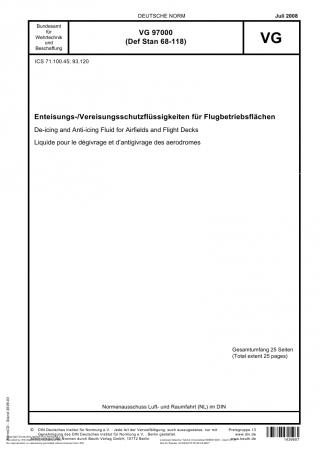 DEUTSCHE NORM
Juli 2008
Bundesamt
für
Wehrtechnik
und
Beschaffung
VG 97000
(Def Stan 68-118)
VG
ICS 71.100.45; 93.120
Enteisungs-/Vereisungsschutzflüssigkeiten für Flugbetriebsflächen
De-icing and Anti-icing Fluid for Airfields and Flight Decks
Liquide pour le dégivrage et d'antigivrage des aerodromes
Gesamtumfang 25 Seiten
(Total extent 25 pages)
Normenausschuss Luft- und Raumfahrt (NL) im DIN
© DIN Deutsches Institut für Normung e.V. · Jede Art der Vervielfältigung, auch auszugsweise, nur mit
Genehmigung des DIN Deutsches Institut für Normung e.V., Berlin, gestattet.
Normen durch Beuth Verlag GmbH, 10772 Berlin
Preisgruppe 13
www.din.de
www.beuth.de
1439807